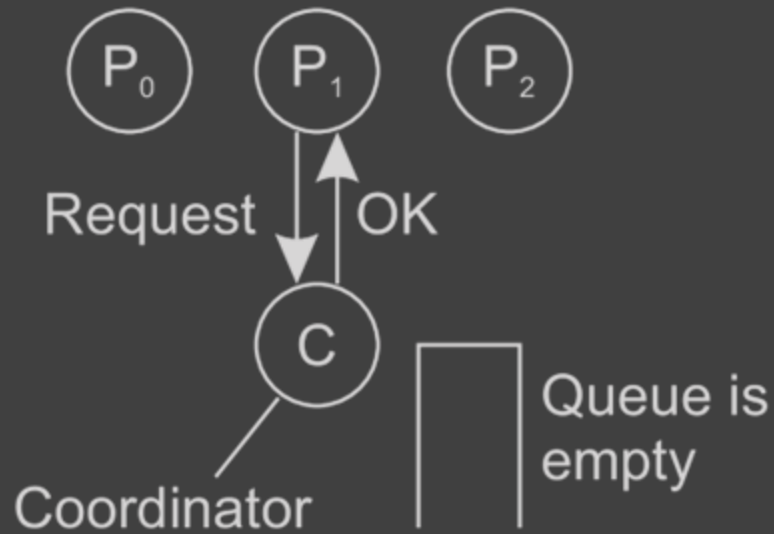 P₀ P₁ P₂
Request OK
C
Queue is
empty
Coordinator